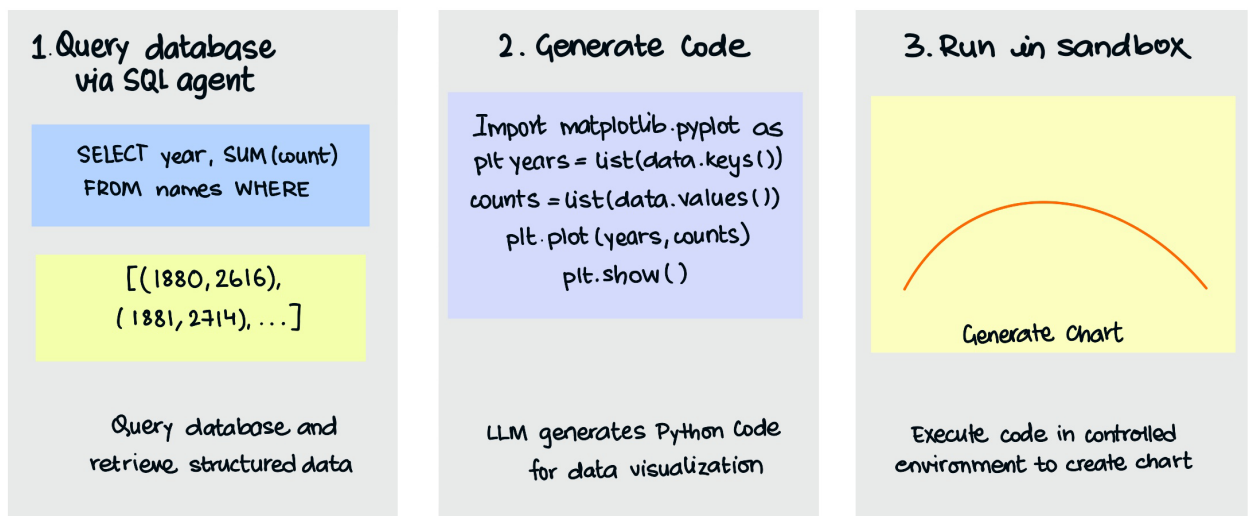 1. Query database
via SQL agent
SELECT year, SUM(count)
FROM names WHERE
[(1880, 2616),
(1881, 2714), ...]
Query database and
retrieve structured data
2. Generate Code
Import matplotlib.pyplot as
plt years = list(data.keys())
counts = list(data.values())
plt.plot(years, counts)
plt.show()
LLM generates Python Code
for data visualization
3. Run in sandbox
Generate Chart
Execute code in controlled
environment to create chart